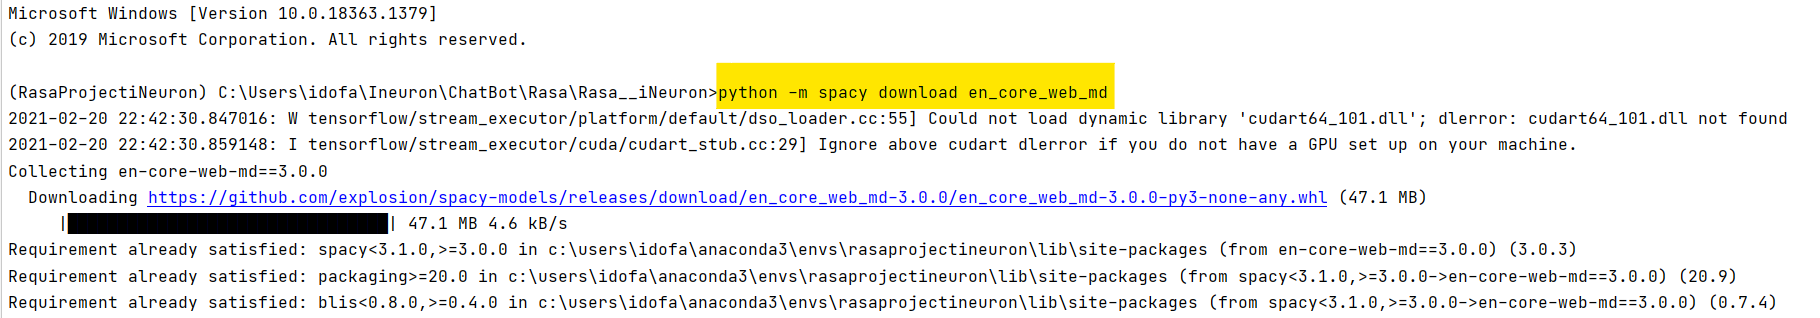 Microsoft Windows [Version 10.0.18363.1379]
(c) 2019 Microsoft Corporation. All rights reserved.
(RasaProjectiNeuron) C:\Users\idofa\Ineuron\ChatBot\Rasa\Rasa__iNeuron>python -m spacy download en_core_web_md
2021-02-20 22:42:30.847016: W tensorflow/stream_executor/platform/default/dso_loader.cc:55] Could not load dynamic library 'cudart64_101.dll'; dlerror: cudart64_101.dll not found
2021-02-20 22:42:30.859148: I tensorflow/stream_executor/cuda/cudart_stub.cc:29] Ignore above cudart dlerror if you do not have a GPU set up on your machine.
Collecting en-core-web-md==3.0.0
  Downloading https://github.com/explosion/spacy-models/releases/download/en_core_web_md-3.0.0/en_core_web_md-3.0.0-py3-none-any.whl (47.1 MB)
     |████████████████████████████████| 47.1 MB 4.6 kB/s
Requirement already satisfied: spacy<3.1.0,>=3.0.0 in c:\users\idofa\anaconda3\envs\rasaprojectineuron\lib\site-packages (from en-core-web-md==3.0.0) (3.0.3)
Requirement already satisfied: packaging>=20.0 in c:\users\idofa\anaconda3\envs\rasaprojectineuron\lib\site-packages (from spacy<3.1.0,>=3.0.0->en-core-web-md==3.0.0) (20.9)
Requirement already satisfied: blis<0.8.0,>=0.4.0 in c:\users\idofa\anaconda3\envs\rasaprojectineuron\lib\site-packages (from spacy<3.1.0,>=3.0.0->en-core-web-md==3.0.0) (0.7.4)